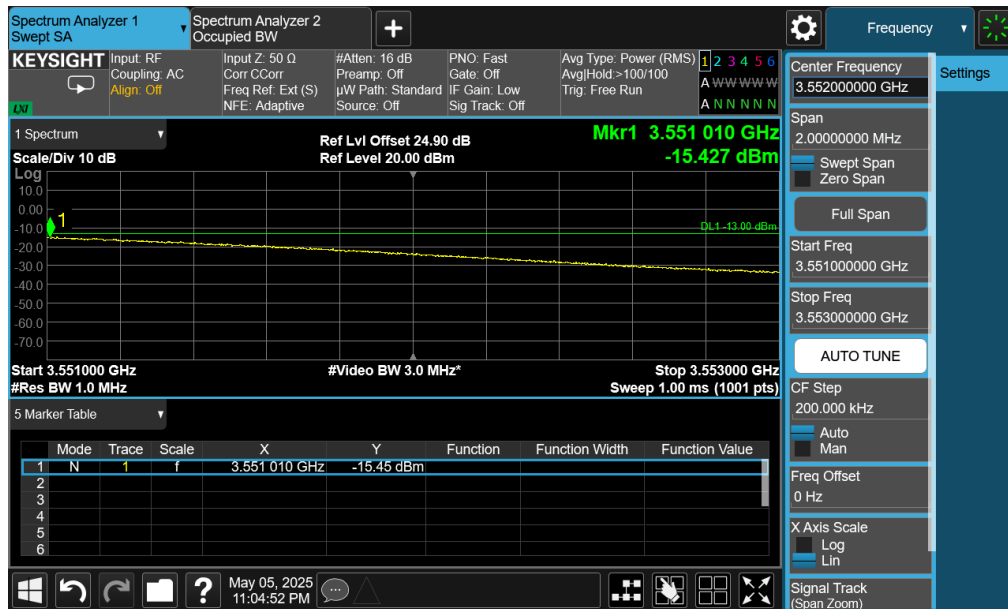 Spectrum Analyzer 1
Swept SA
Spectrum Analyzer 2
Occupied BW
Frequency
KEYSIGHT
LXI
Input: RF
Coupling: AC
Align: Off
Input Z: 50 Ω
Corr CCorr
Freq Ref: Ext (S)
NFE: Adaptive
#Atten: 16 dB
Preamp: Off
µW Path: Standard
Source: Off
PNO: Fast
Gate: Off
IF Gain: Low
Sig Track: Off
Avg Type: Power (RMS)
Avg|Hold:>100/100
Trig: Free Run
1 2 3 4 5 6
A W W W W W
A N N N N N
1 Spectrum
Scale/Div 10 dB
Ref Lvl Offset 24.90 dB
Ref Level 20.00 dBm
Mkr1 3.551 010 GHz
-15.427 dBm
Log
10.0
0.00
-10.0
-20.0
-30.0
-40.0
-50.0
-60.0
-70.0
1
DL1 -13.00 dBm
Start 3.551000 GHz
#Res BW 1.0 MHz
#Video BW 3.0 MHz*
Stop 3.553000 GHz
Sweep 1.00 ms (1001 pts)
5 Marker Table
Mode Trace Scale X Y Function Function Width Function Value
1 N 1 f 3.551 010 GHz -15.45 dBm
2
3
4
5
6
Center Frequency
3.552000000 GHz
Settings
Span
2.00000000 MHz
Swept Span
Zero Span
Full Span
Start Freq
3.551000000 GHz
Stop Freq
3.553000000 GHz
AUTO TUNE
CF Step
200.000 kHz
Auto
Man
Freq Offset
0 Hz
X Axis Scale
Log
Lin
Signal Track
(Span Zoom)
?
May 05, 2025
11:04:52 PM